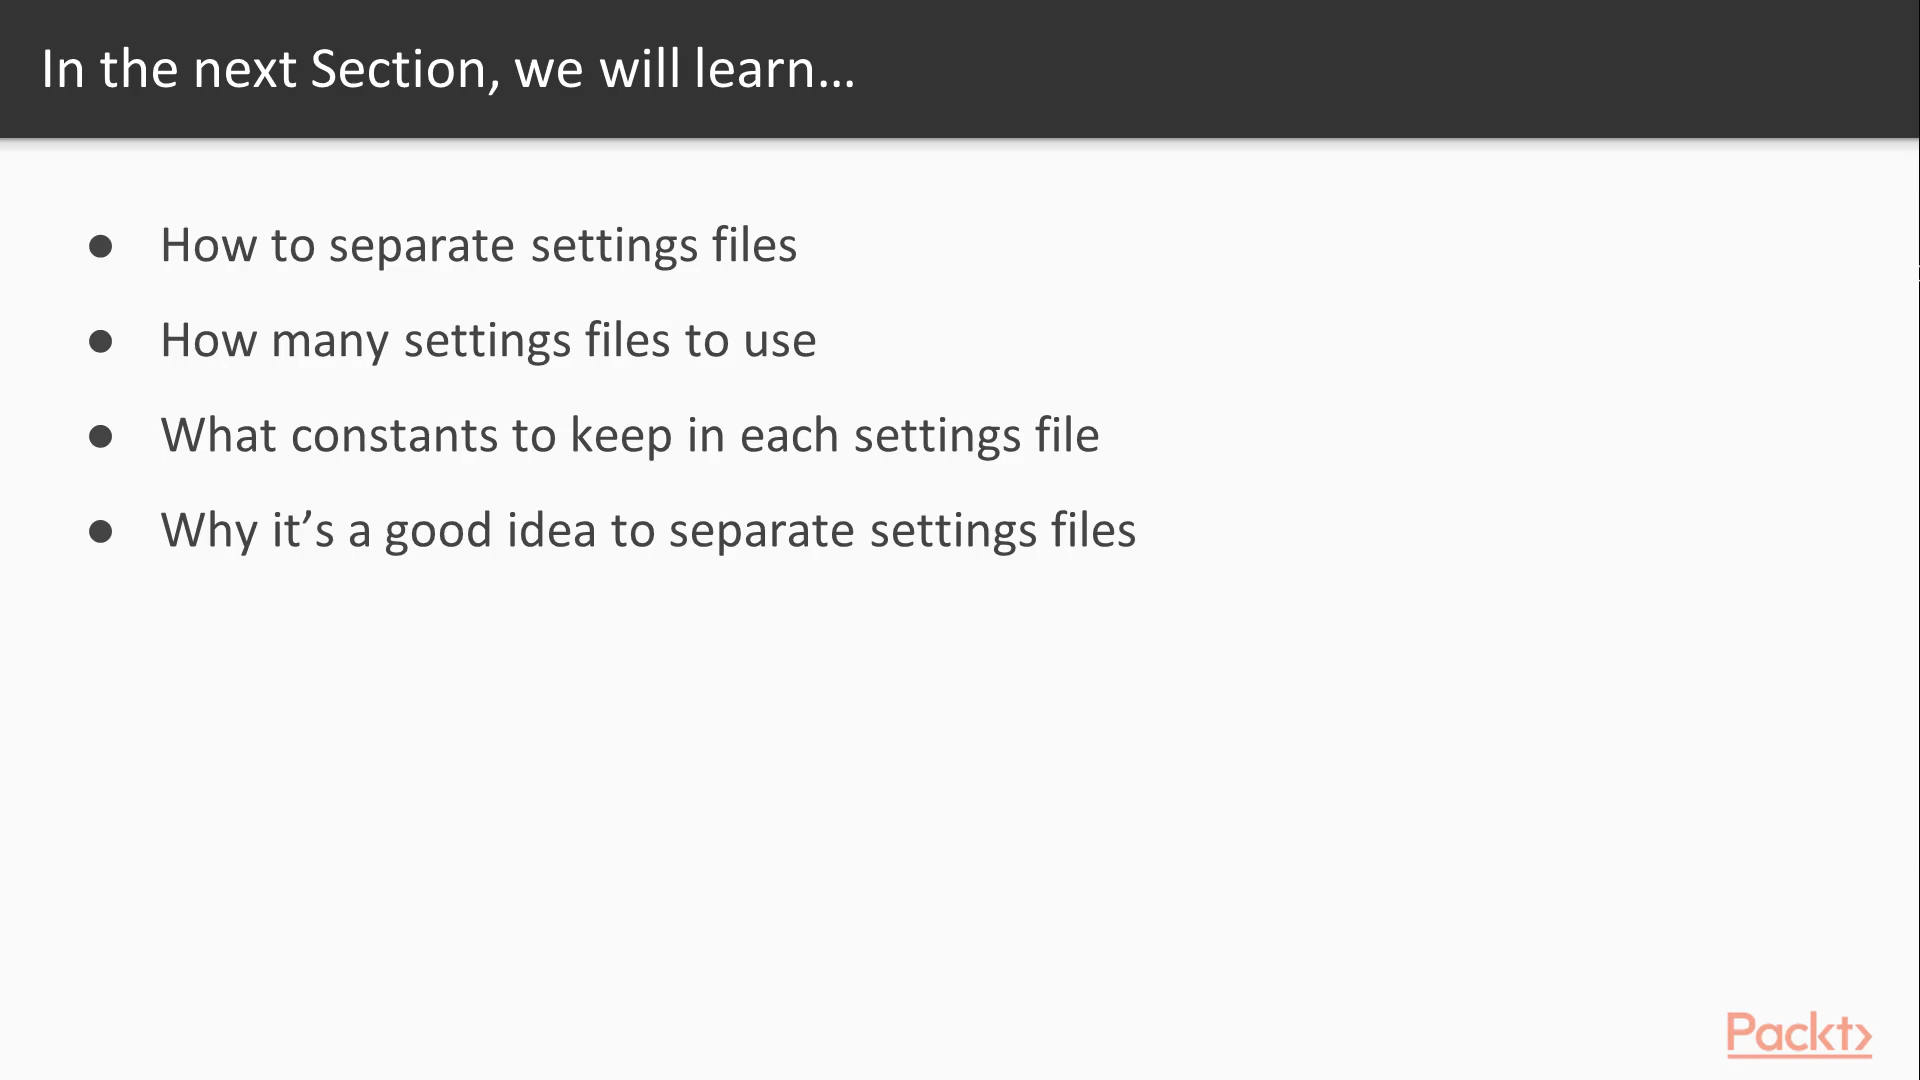 In the next Section, we will learn…
● How to separate settings files
● How many settings files to use
● What constants to keep in each settings file
● Why it’s a good idea to separate settings files
Packt>